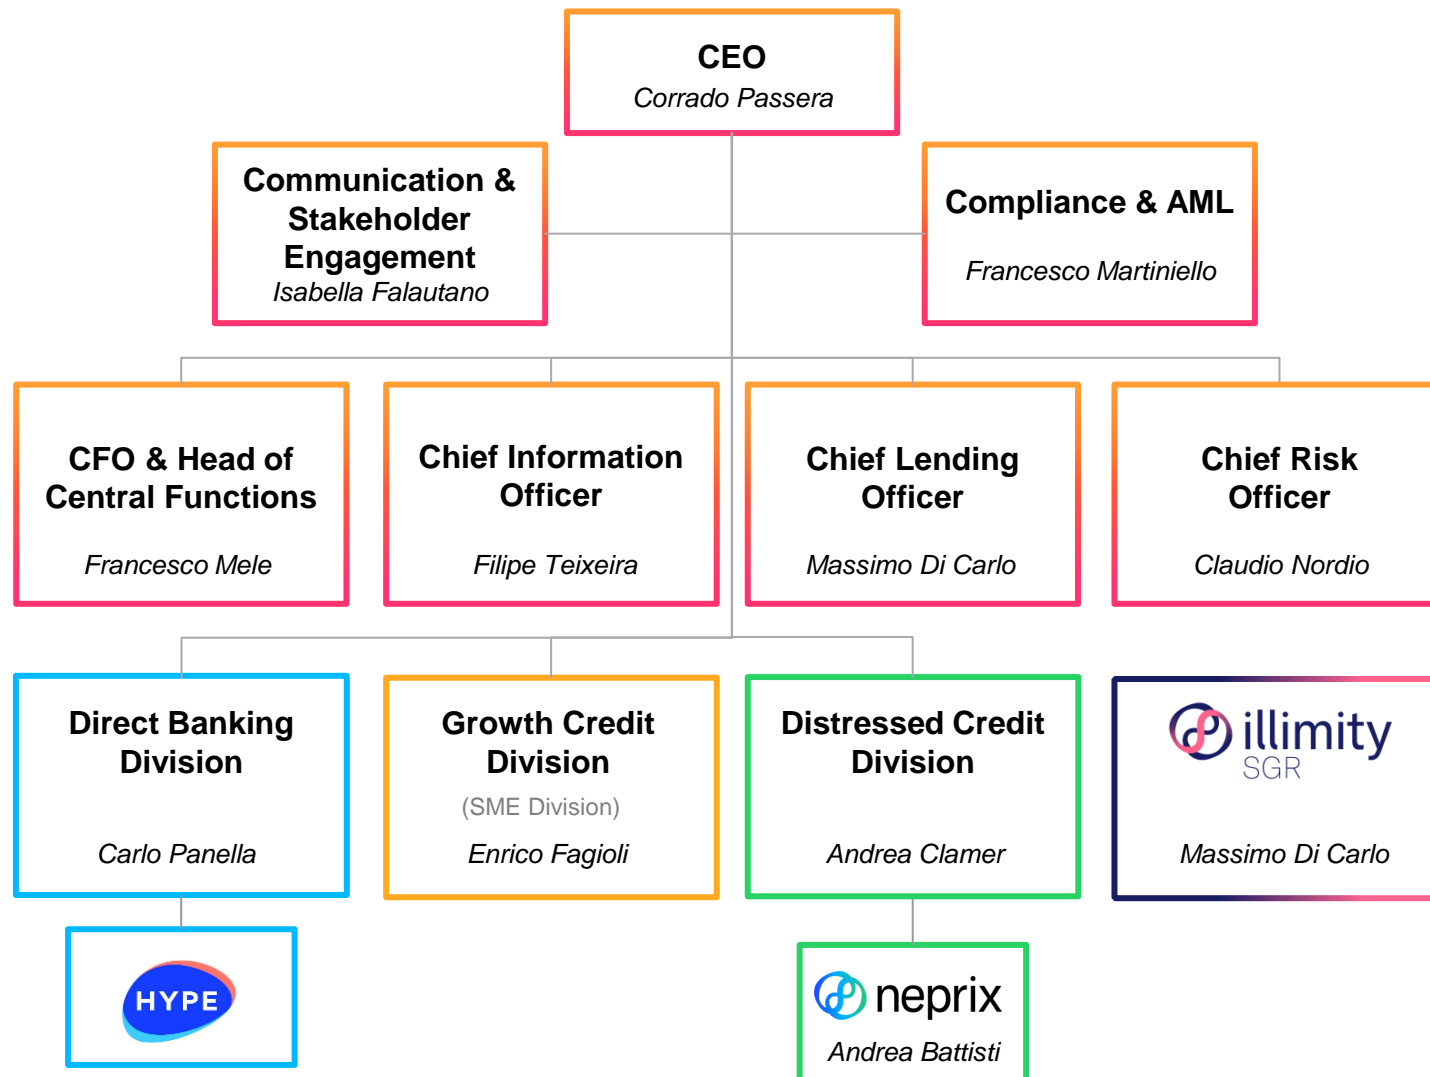 CEO
Corrado Passera
Communication &
Stakeholder
Engagement
Isabella Falautano
Compliance & AML
Francesco Martiniello
CFO & Head of
Central Functions
Francesco Mele
Chief Information
Officer
Filipe Teixeira
Chief Lending
Officer
Massimo Di Carlo
Chief Risk
Officer
Claudio Nordio
Direct Banking
Division
Carlo Panella
Growth Credit
Division
(SME Division)
Enrico Fagioli
Distressed Credit
Division
Andrea Clamer
illimity
SGR
Massimo Di Carlo
HYPE
neprix
Andrea Battisti